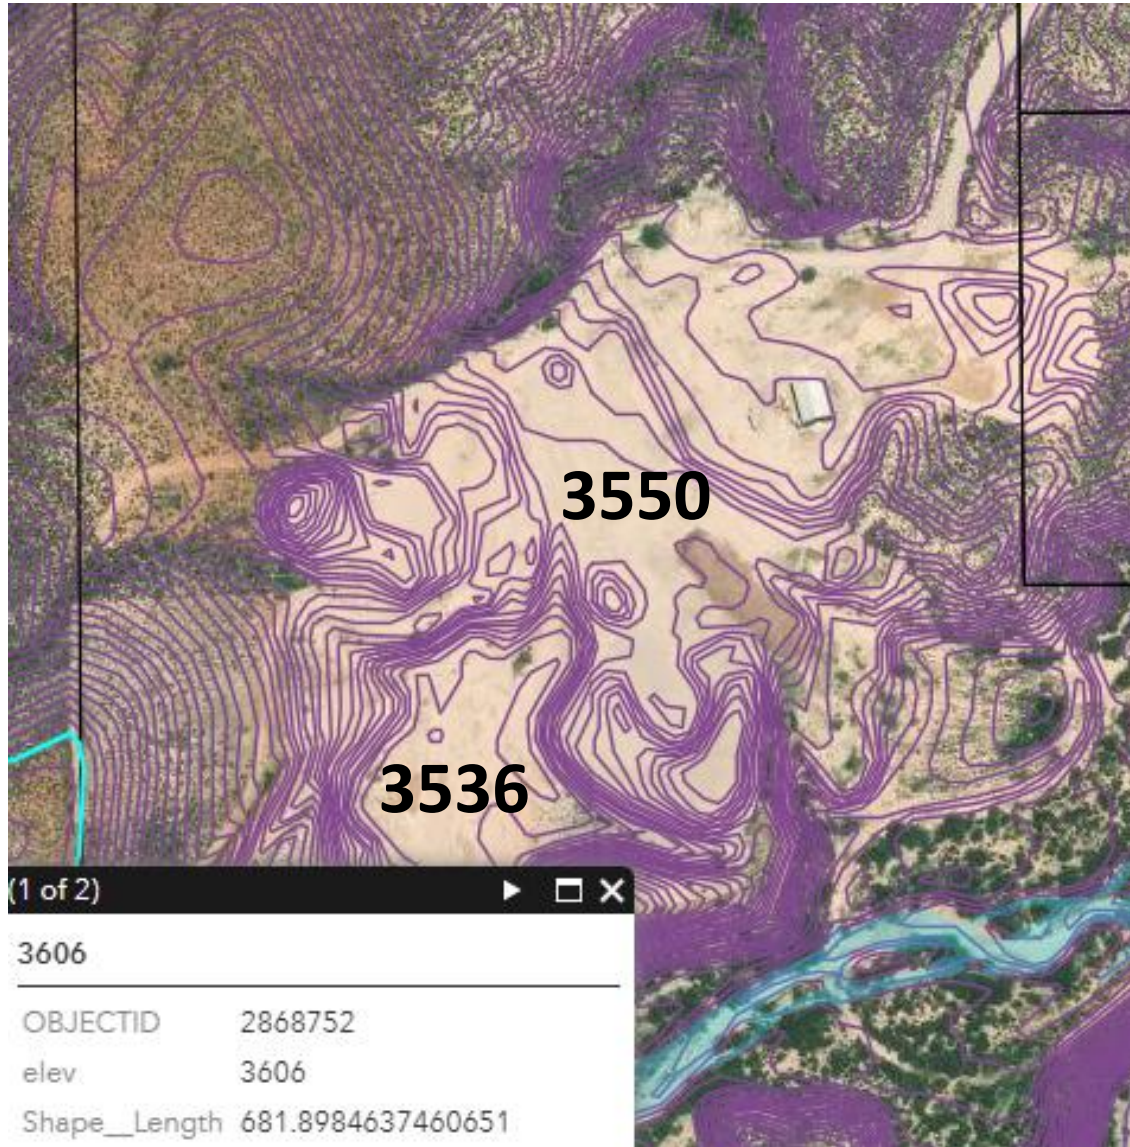 3550
3536
(1 of 2)
3606
OBJECTID 2868752
elev 3606
Shape__Length 681.8984637460651